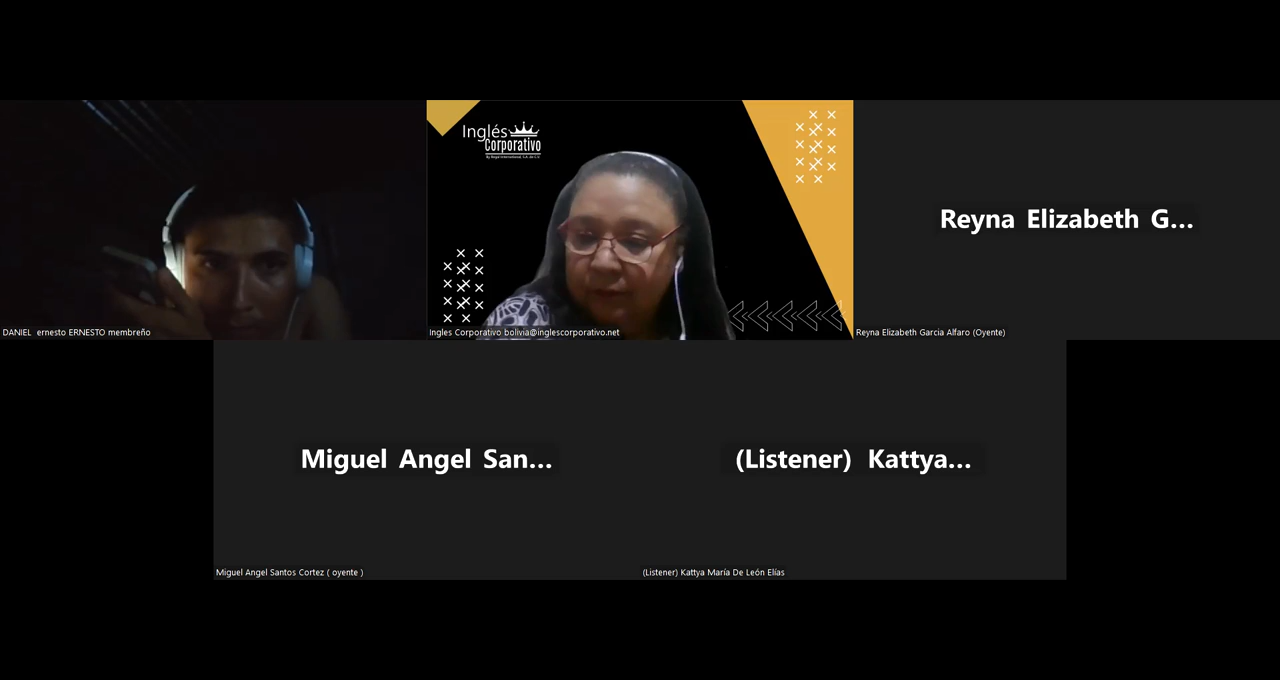 Inglés
Corporativo
Reyna Elizabeth G...
DANIEL ernesto ERNESTO membreño
Ingles Corporativo bolivia@inglescorporativo.net
Reyna Elizabeth Garcia Alfaro (Oyente)
Miguel Angel San...
(Listener) Kattya...
Miguel Angel Santos Cortez ( oyente )
(Listener) Kattya María De León Elías